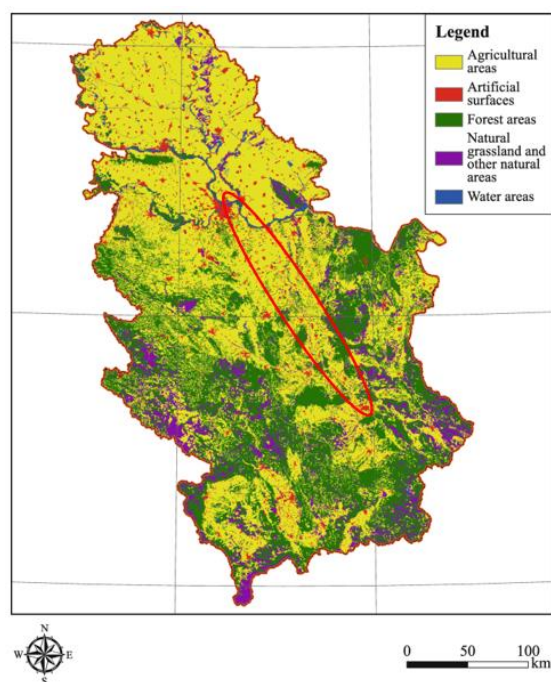 Legend
Agricultural
areas
Artificial
surfaces
Forest areas
Natural
grassland and
other natural
areas
Water areas
N
W
E
S
0 50 100
km